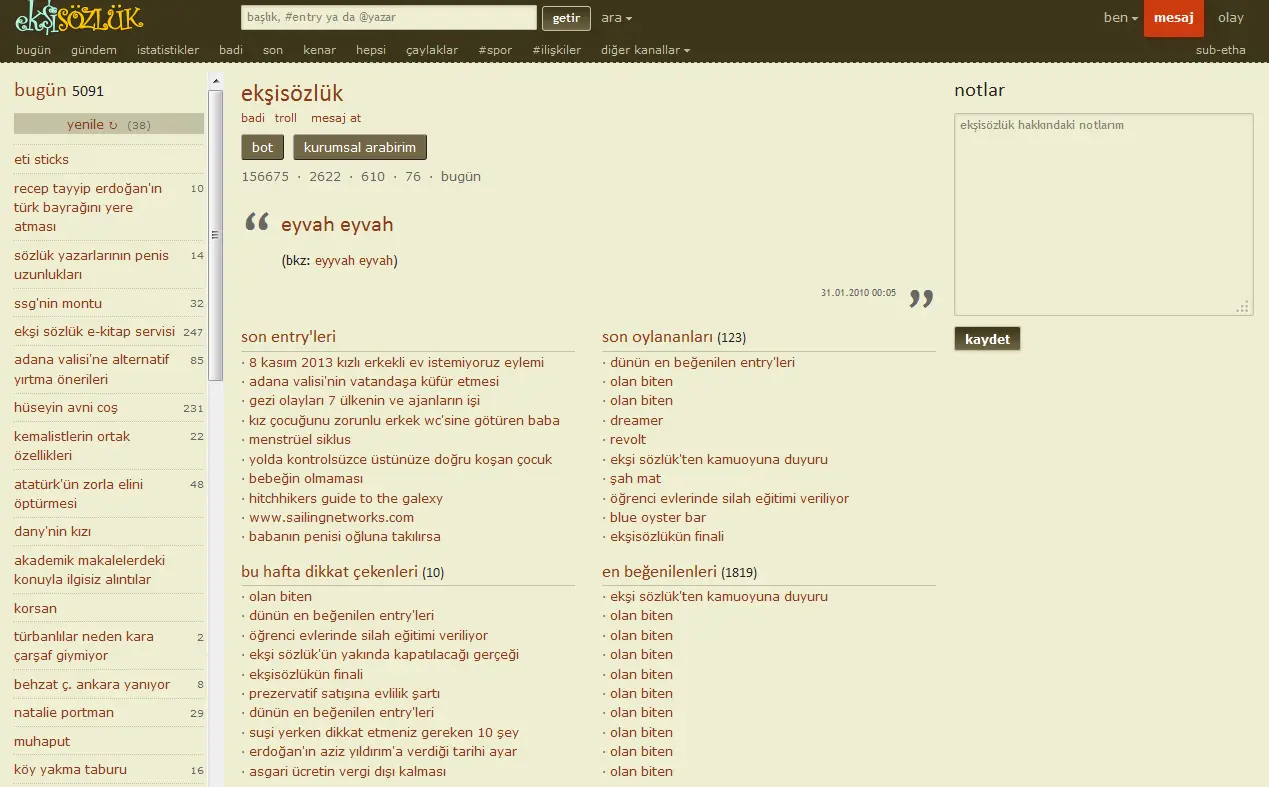 ekşisözlük
başlık, #entry ya da @yazar
getir
ara
ben
mesaj
olay
bugün
gündem
istatistikler
badi
son
kenar
hepsi
çaylaklar
#spor
#ilişkiler
diğer kanallar
sub-etha
bugün 5091
yenile ↻ (38)
eti sticks
recep tayyip erdoğan'ın 10
türk bayrağını yere
atması
sözlük yazarlarının penis 14
uzunlukları
ssg'nin montu 32
ekşi sözlük e-kitap servisi 247
adana valisi'ne alternatif 85
yırtma önerileri
hüseyin avni coş 231
kemalistlerin ortak 22
özellikleri
atatürk'ün zorla elini 48
öptürmesi
dany'nin kızı
akademik makalelerdeki
konuyla ilgisiz alıntılar
korsan
türbanlılar neden kara 2
çarşaf giymiyor
behzat ç. ankara yanıyor 8
natalie portman 29
muhaput
köy yakma taburu 16
ekşisözlük
badi troll mesaj at
bot
kurumsal arabirim
156675 · 2622 · 610 · 76 · bugün
“ eyvah eyvah
(bkz: eyyvah eyvah)
31.01.2010 00:05 ”
son entry'leri
· 8 kasım 2013 kızlı erkekli ev istemiyoruz eylemi
· adana valisi'nin vatandaşa küfür etmesi
· gezi olayları 7 ülkenin ve ajanların işi
· kız çocuğunu zorunlu erkek wc'sine götüren baba
· menstrüel siklus
· yolda kontrolsüzce üstünüze doğru koşan çocuk
· bebeğin olmaması
· hitchhikers guide to the galexy
· www.sailingnetworks.com
· babanın penisi oğluna takılırsa
son oylananları (123)
· dünün en beğenilen entry'leri
· olan biten
· olan biten
· dreamer
· revolt
· ekşi sözlük'ten kamuoyuna duyuru
· şah mat
· öğrenci evlerinde silah eğitimi veriliyor
· blue oyster bar
· ekşisözlükün finali
bu hafta dikkat çekenleri (10)
· olan biten
· dünün en beğenilen entry'leri
· öğrenci evlerinde silah eğitimi veriliyor
· ekşi sözlük'ün yakında kapatılacağı gerçeği
· ekşisözlükün finali
· prezervatif satışına evlilik şartı
· dünün en beğenilen entry'leri
· suşi yerken dikkat etmeniz gereken 10 şey
· erdoğan'ın aziz yıldırım'a verdiği tarihi ayar
· asgari ücretin vergi dışı kalması
en beğenilenleri (1819)
· ekşi sözlük'ten kamuoyuna duyuru
· olan biten
· olan biten
· olan biten
· olan biten
· olan biten
· olan biten
· olan biten
· olan biten
· olan biten
notlar
ekşisözlük hakkındaki notlarım
kaydet